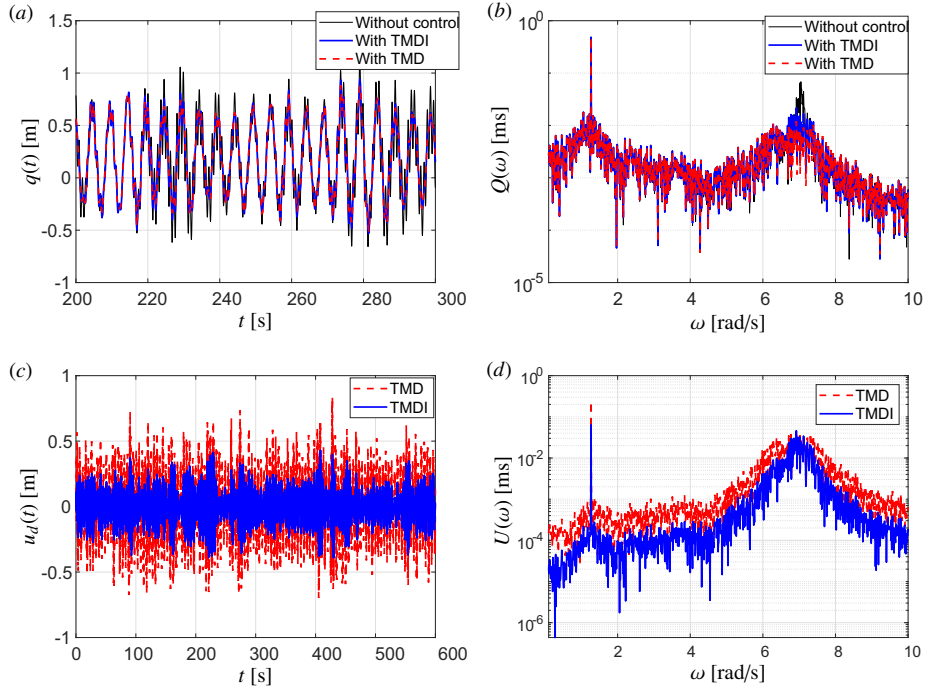 (a)
1.5
1
0.5
0
-0.5
-1
q(t) [m]
200
220
240
260
280
300
t [s]
Without control
With TMDI
With TMD
(b)
10^0
10^-5
Q(ω) [ms]
2
4
6
8
10
ω [rad/s]
Without control
With TMDI
With TMD
(c)
1
0.5
0
-0.5
-1
u_d(t) [m]
0
100
200
300
400
500
600
t [s]
TMD
TMDI
(d)
10^0
10^-2
10^-4
10^-6
U(ω) [ms]
2
4
6
8
10
ω [rad/s]
TMD
TMDI